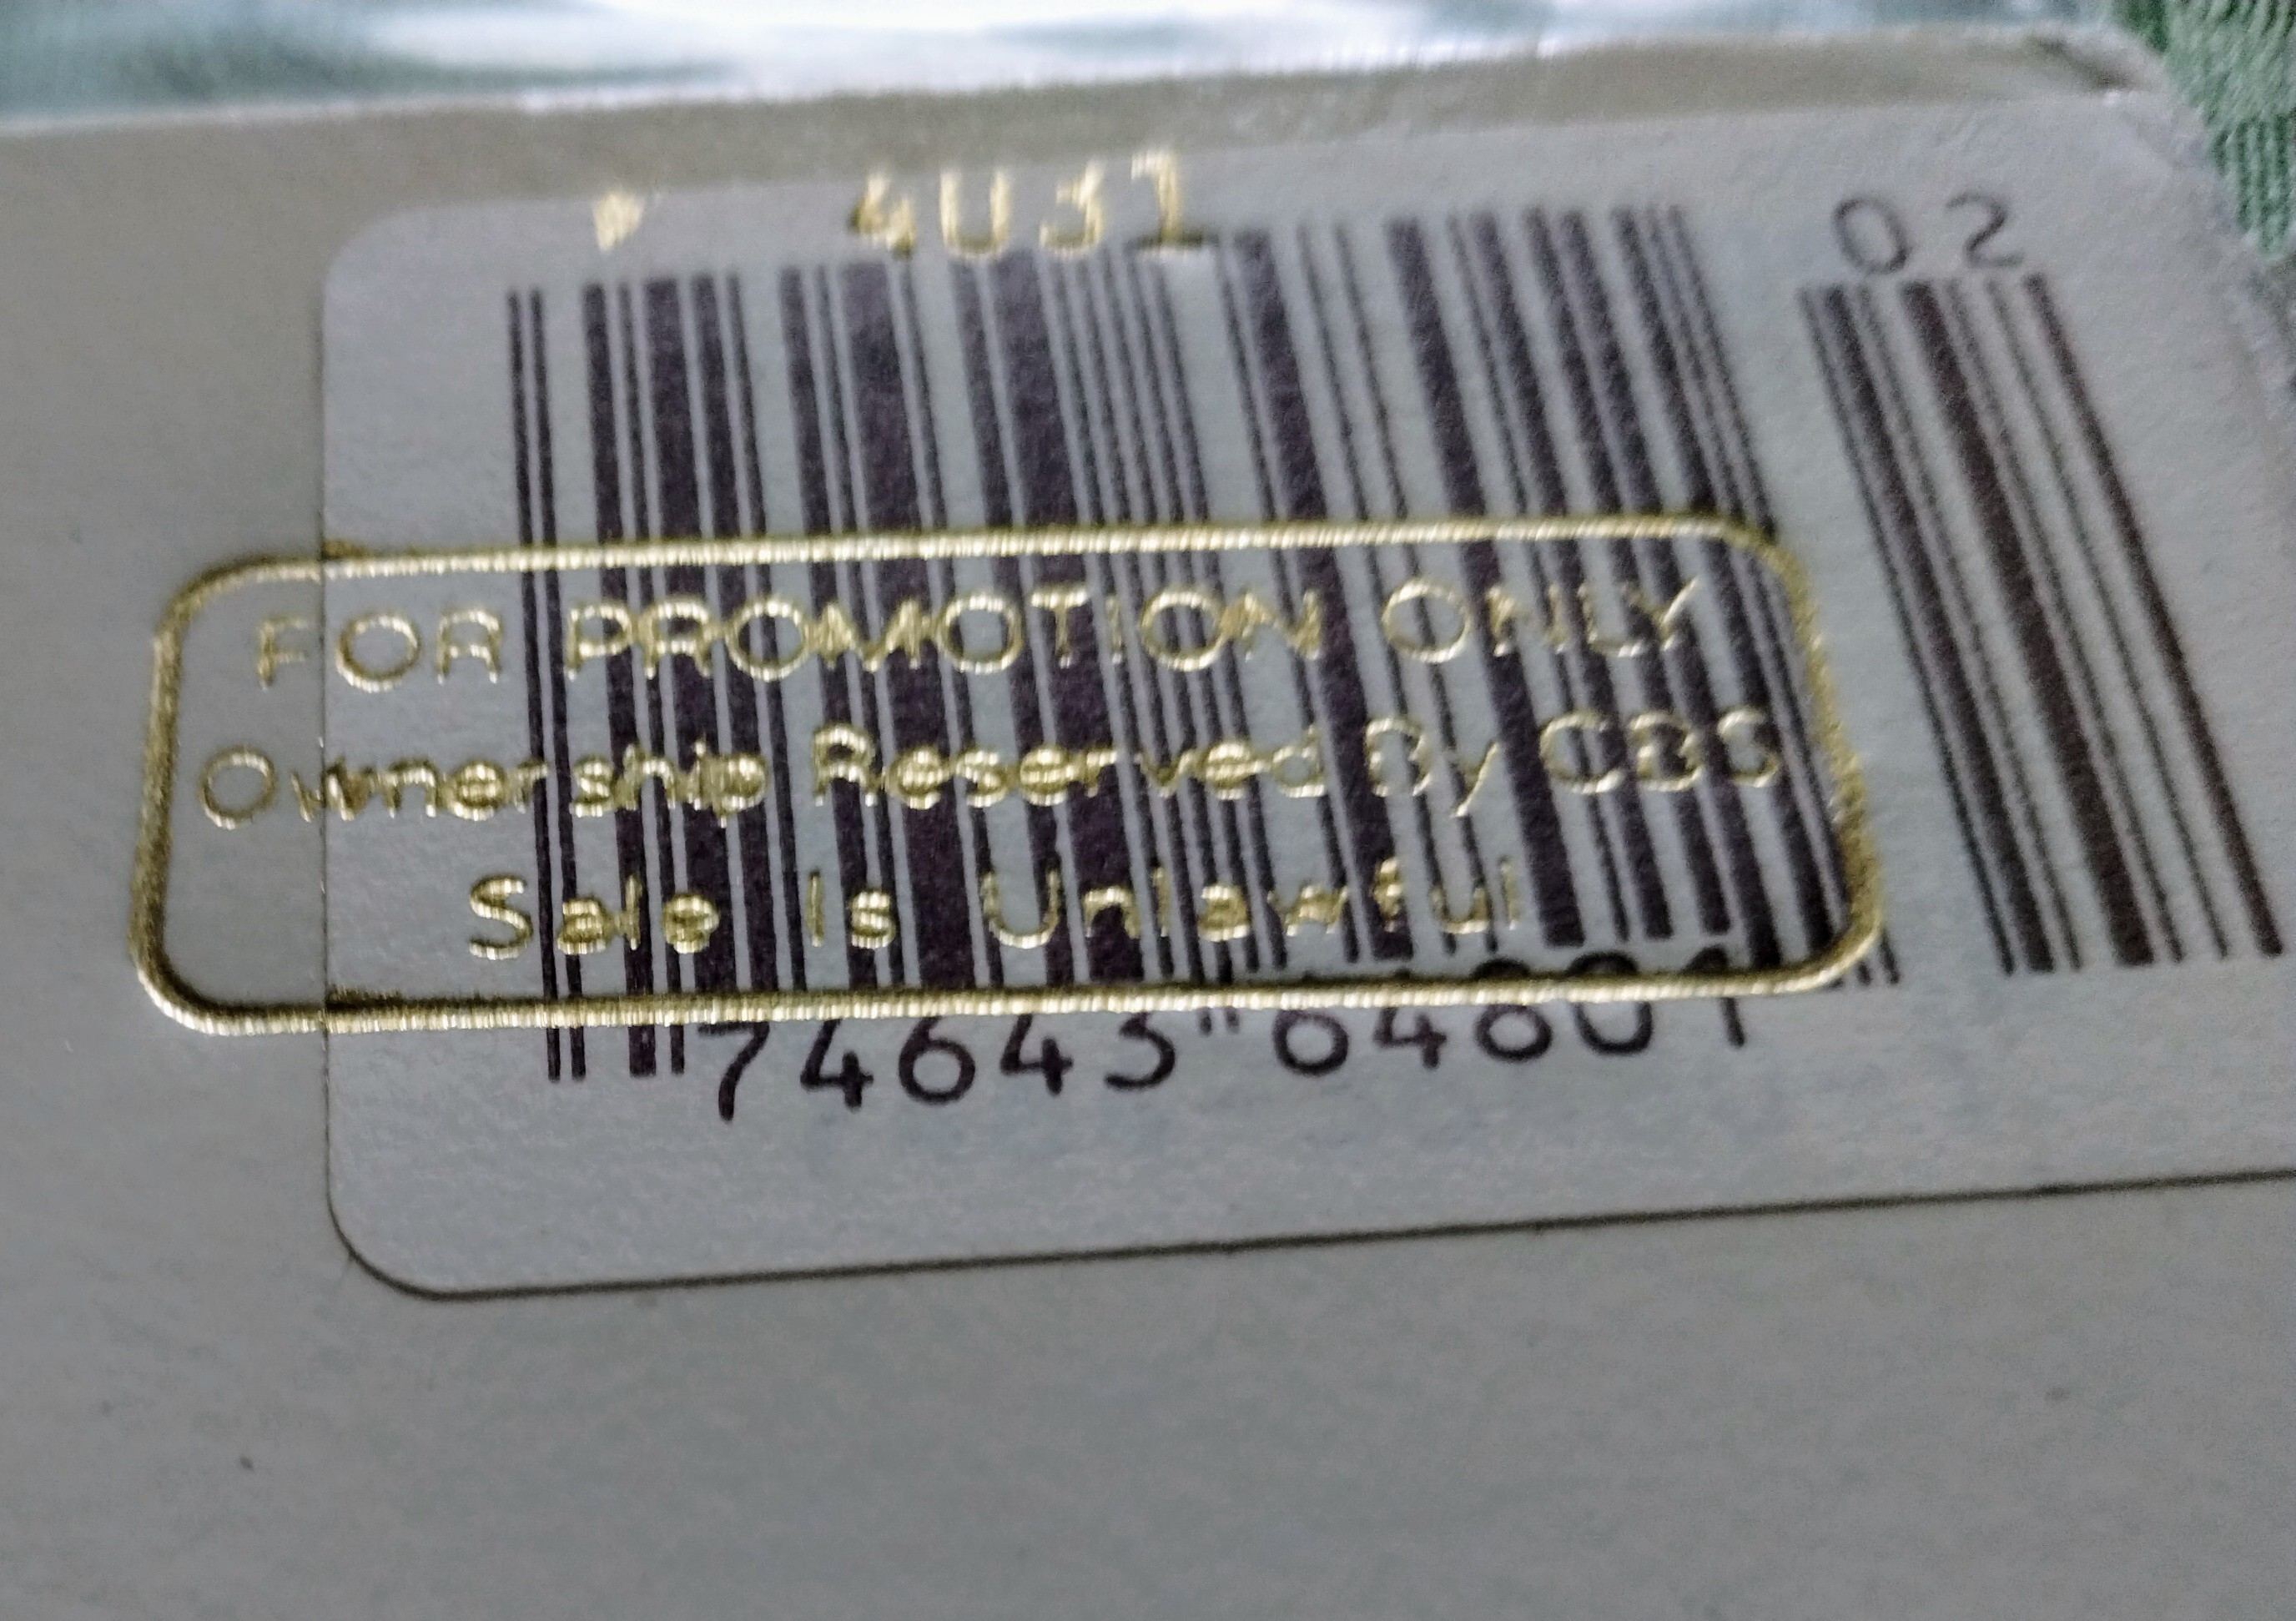 4U31
02
FOR PROMOTION ONLY
Ownership Reserved By CBS
Sale Is Unlawful
74643